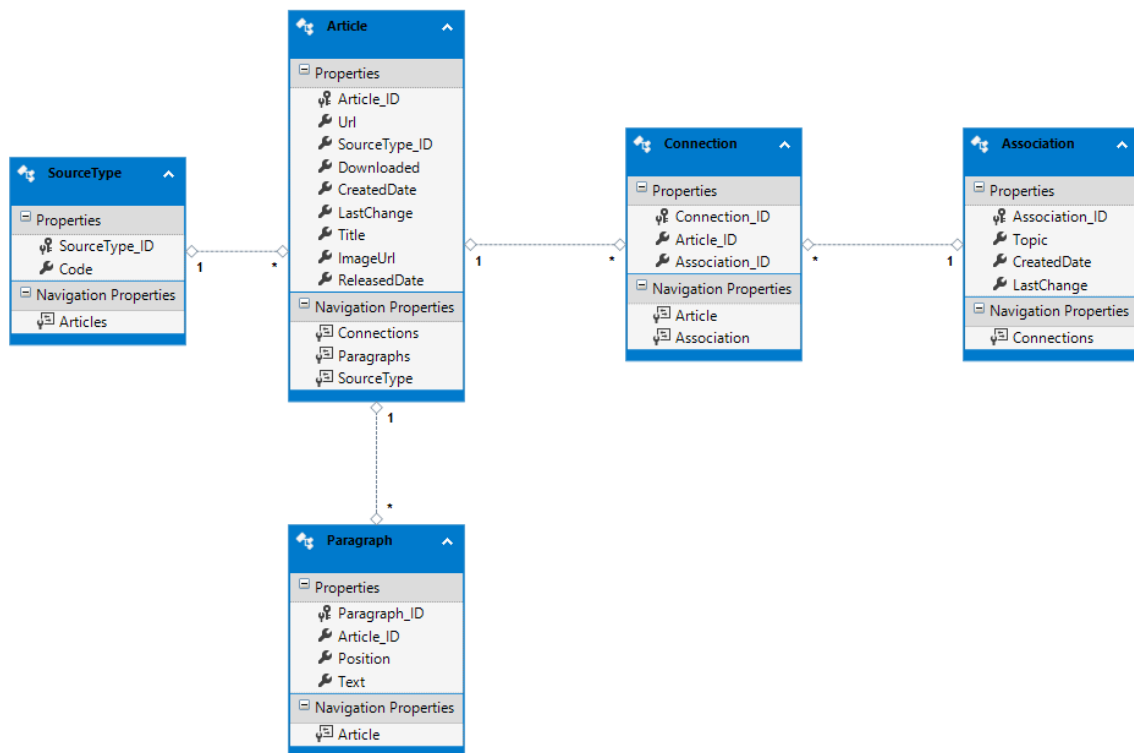 Article
Properties
Article_ID
Url
SourceType_ID
Downloaded
CreatedDate
LastChange
Title
ImageUrl
ReleasedDate
Navigation Properties
Connections
Paragraphs
SourceType
SourceType
Properties
SourceType_ID
Code
Navigation Properties
Articles
1
*
1
*
Connection
Properties
Connection_ID
Article_ID
Association_ID
Navigation Properties
Article
Association
*
1
Association
Properties
Association_ID
Topic
CreatedDate
LastChange
Navigation Properties
Connections
1
*
Paragraph
Properties
Paragraph_ID
Article_ID
Position
Text
Navigation Properties
Article